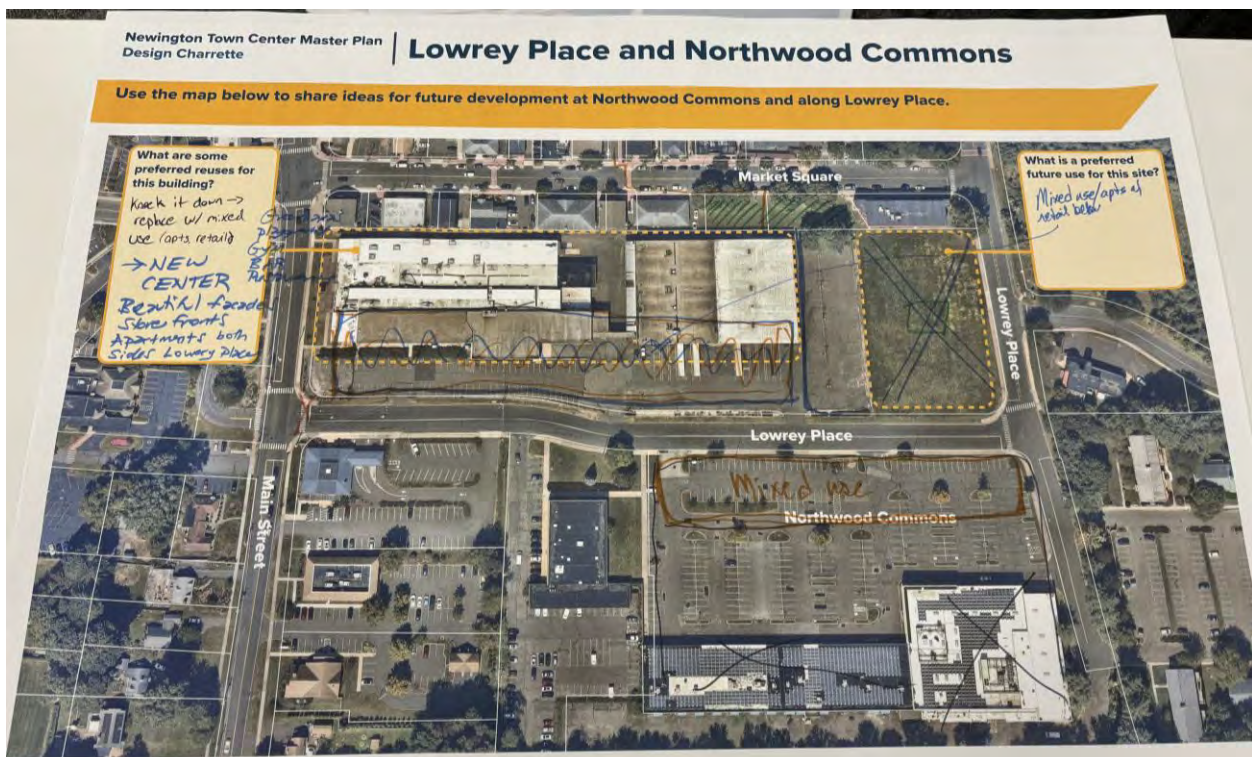 Newington Town Center Master Plan
Design Charrette
Lowrey Place and Northwood Commons
Use the map below to share ideas for future development at Northwood Commons and along Lowrey Place.
What are some
preferred reuses for
this building?
Knock it down →
replace w/ mixed
use/apts. retail
→ NEW
CENTER
Beautiful facades
Store fronts
Apartments both
sides Lowery Place
What is a preferred
future use for this site?
Mixed use/apts w/
retail below
Market Square
Lowrey Place
Lowrey Place
Main Street
Mixed use
Northwood Commons